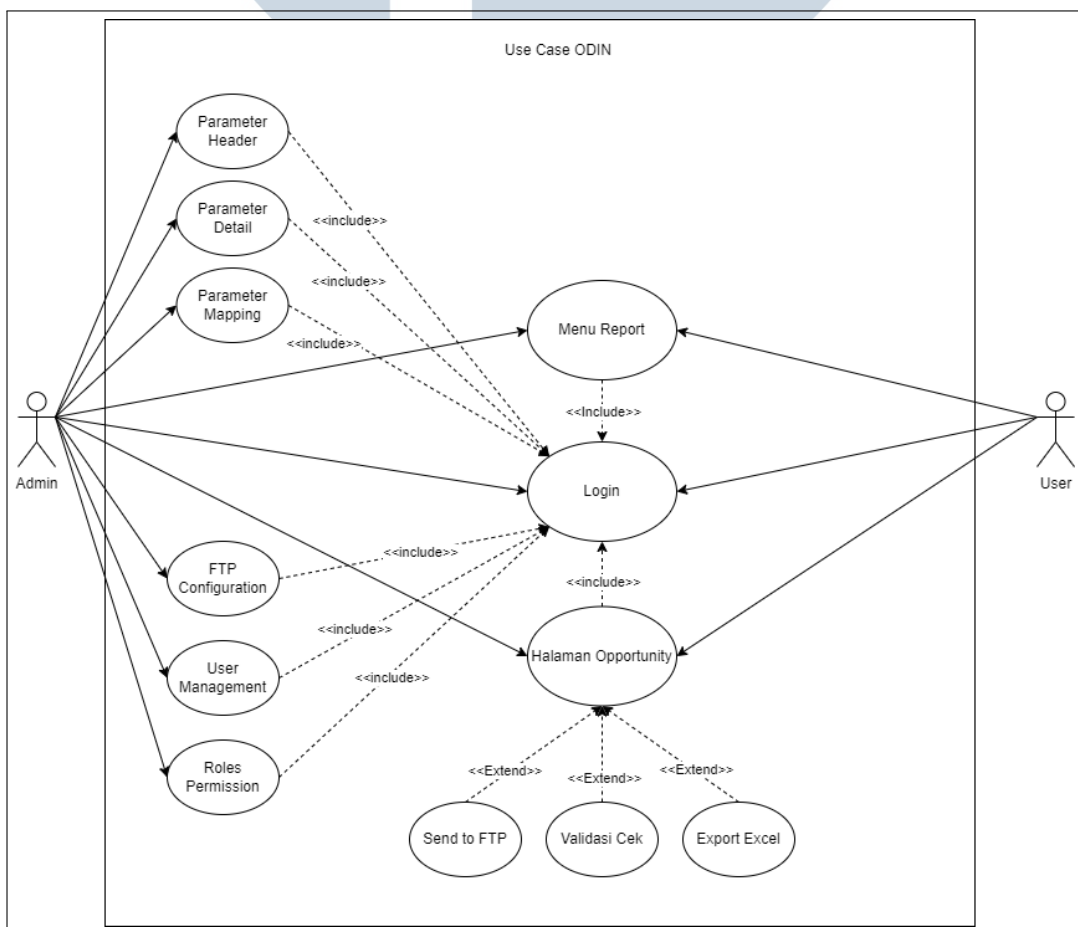 Use Case ODIN
Parameter
Header
Parameter
Detail
<<include>>
<<include>>
Parameter
Mapping
<<include>>
Menu Report
<<Include>>
Admin
User
Login
FTP
Configuration
<<include>>
<<include>>
<<include>>
User
Management
<<include>>
Halaman Opportunity
Roles
Permission
<<Extend>>
<<Extend>>
<<Extend>>
Send to FTP
Validasi Cek
Export Excel